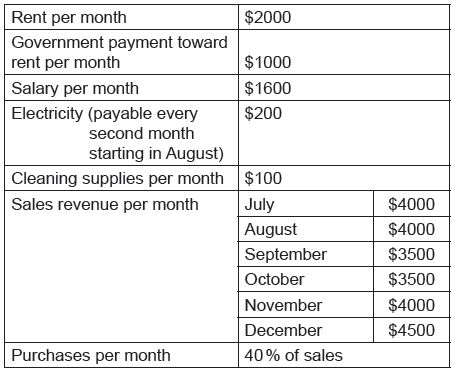 Rent per month $2000
Government payment toward
rent per month $1000
Salary per month $1600
Electricity (payable every $200
second month
starting in August)
Cleaning supplies per month $100
Sales revenue per month July $4000
August $4000
September $3500
October $3500
November $4000
December $4500
Purchases per month 40% of sales